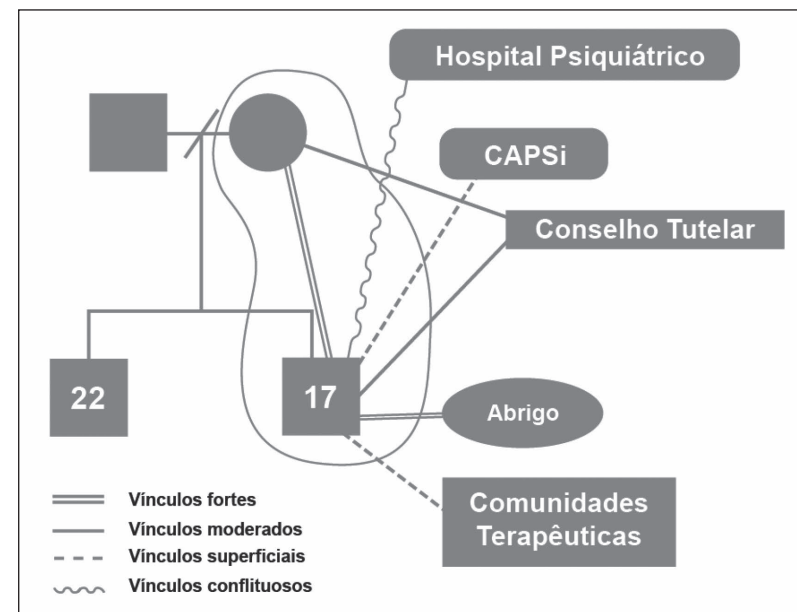 Hospital Psiquiátrico
CAPSi
Conselho Tutelar
22
17
Abrigo
Comunidades
Terapêuticas
Vínculos fortes
Vínculos moderados
Vínculos superficiais
Vínculos conflituosos